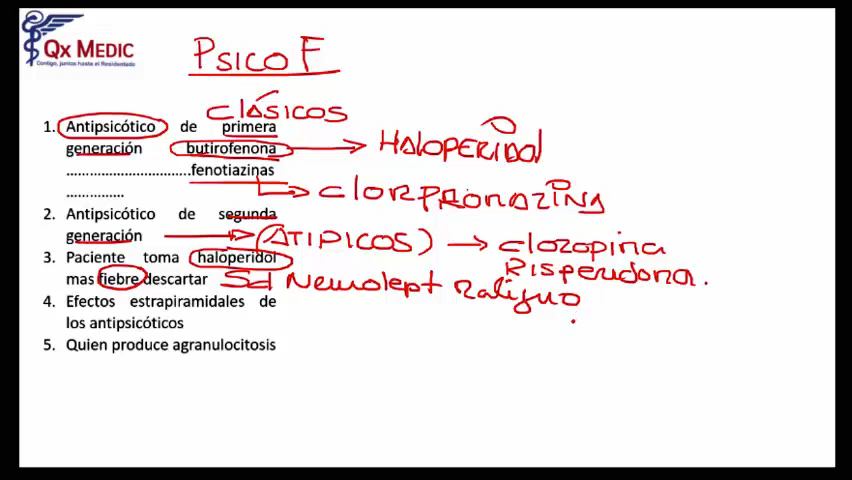 Qx MEDIC
Contigo, juntos hasta el Residentado
PSICO F
CLÁSICOS
1. Antipsicótico de primera
generación butirofenona → HALOPERIDOL
..............................fenotiazinas
.............. → CLORPROMAZINA
2. Antipsicótico de segunda
generación → (ATIPICOS) → clozapina
Risperidona.
3. Paciente toma haloperidol
mas fiebre descartar Sd Neurolept Maligno
4. Efectos estrapiramidales de
los antipsicóticos
5. Quien produce agranulocitosis